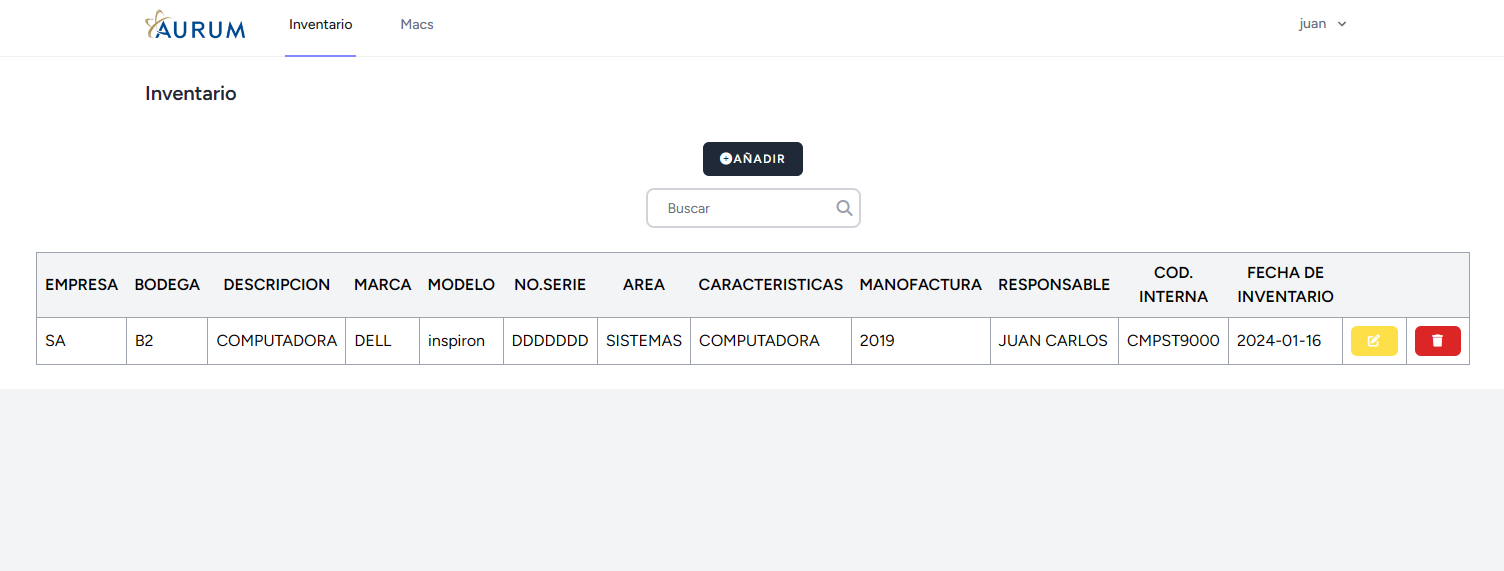 AURUM
Inventario
Macs
juan
Inventario
AÑADIR
Buscar
EMPRESA BODEGA DESCRIPCION MARCA MODELO NO.SERIE AREA CARACTERISTICAS MANOFACTURA RESPONSABLE COD. INTERNA FECHA DE INVENTARIO
SA B2 COMPUTADORA DELL inspiron DDDDDDD SISTEMAS COMPUTADORA 2019 JUAN CARLOS CMPST9000 2024-01-16